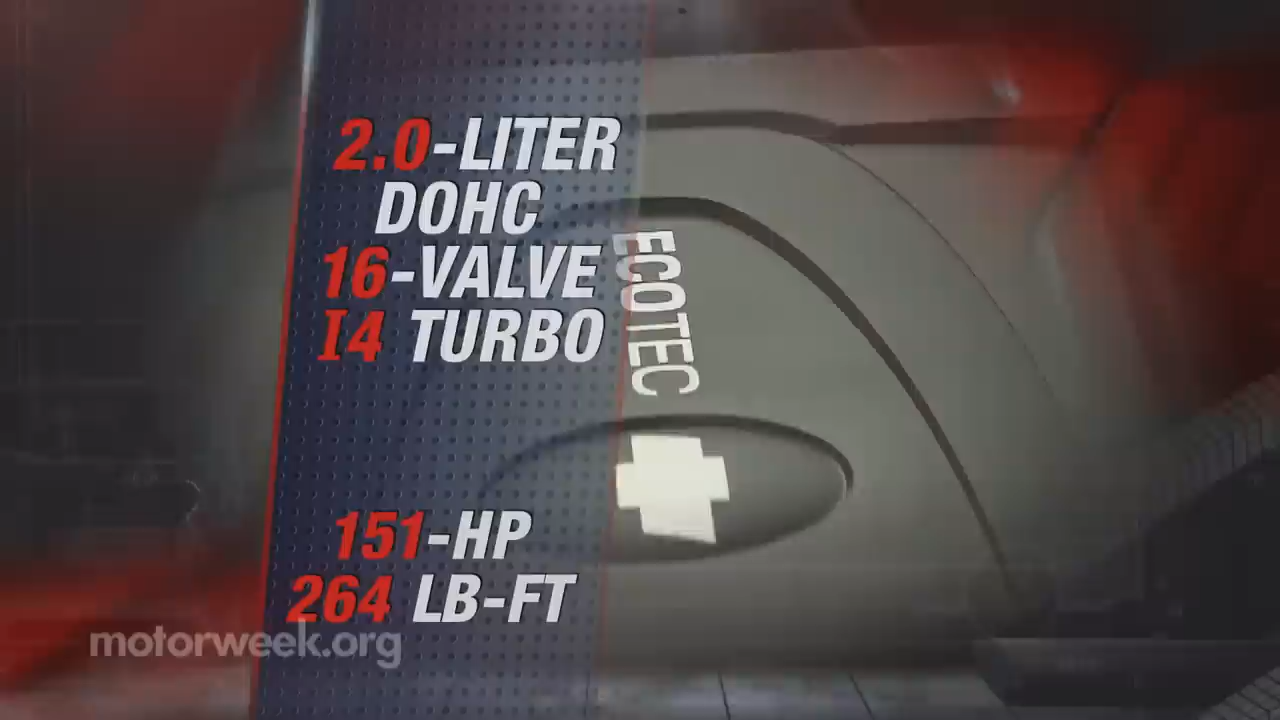 2.0-LITER
DOHC
16-VALVE
I4 TURBO
ECOTEC
151-HP
264 LB-FT
motorweek.org